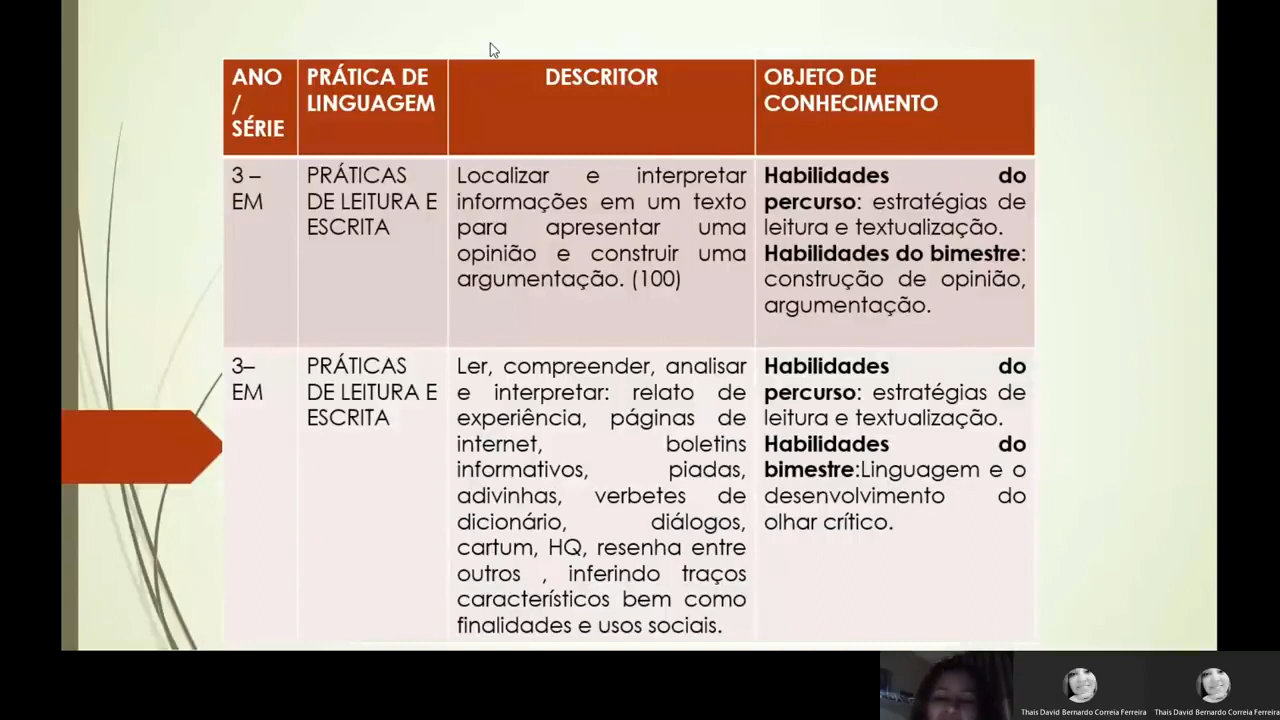 ANO
/
SÉRIE
PRÁTICA DE
LINGUAGEM
DESCRITOR
OBJETO DE
CONHECIMENTO
3 –
EM
PRÁTICAS
DE LEITURA E
ESCRITA
Localizar e interpretar
informações em um texto
para apresentar uma
opinião e construir uma
argumentação. (100)
Habilidades do
percurso: estratégias de
leitura e textualização.
Habilidades do bimestre:
construção de opinião,
argumentação.
3–
EM
PRÁTICAS
DE LEITURA E
ESCRITA
Ler, compreender, analisar
e interpretar: relato de
experiência, páginas de
internet, boletins
informativos, piadas,
adivinhas, verbetes de
dicionário, diálogos,
cartum, HQ, resenha entre
outros , inferindo traços
característicos bem como
finalidades e usos sociais.
Habilidades do
percurso: estratégias de
leitura e textualização.
Habilidades do
bimestre:Linguagem e o
desenvolvimento do
olhar crítico.
Thais David Bernardo Correia Ferreira
Thais David Bernardo Correia Ferreira